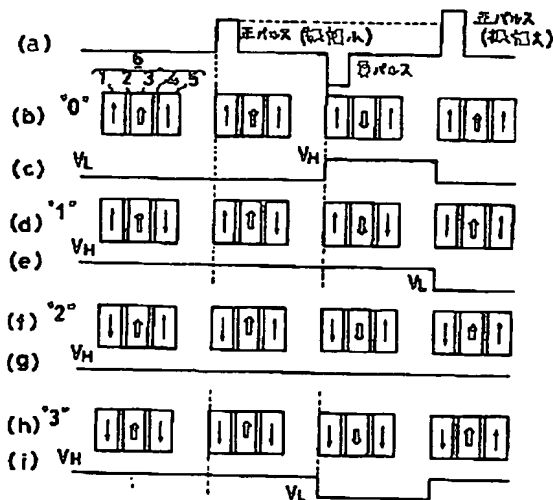 (a)
正パルス (振幅小)
正パルス
(振幅大)
負パルス
6
1 2 3 4 5
(b) "0"
VH
(c) VL
(d) "1"
(e) VH
VL
(f) "2"
(g) VH
(h) "3"
(i) VH
VL